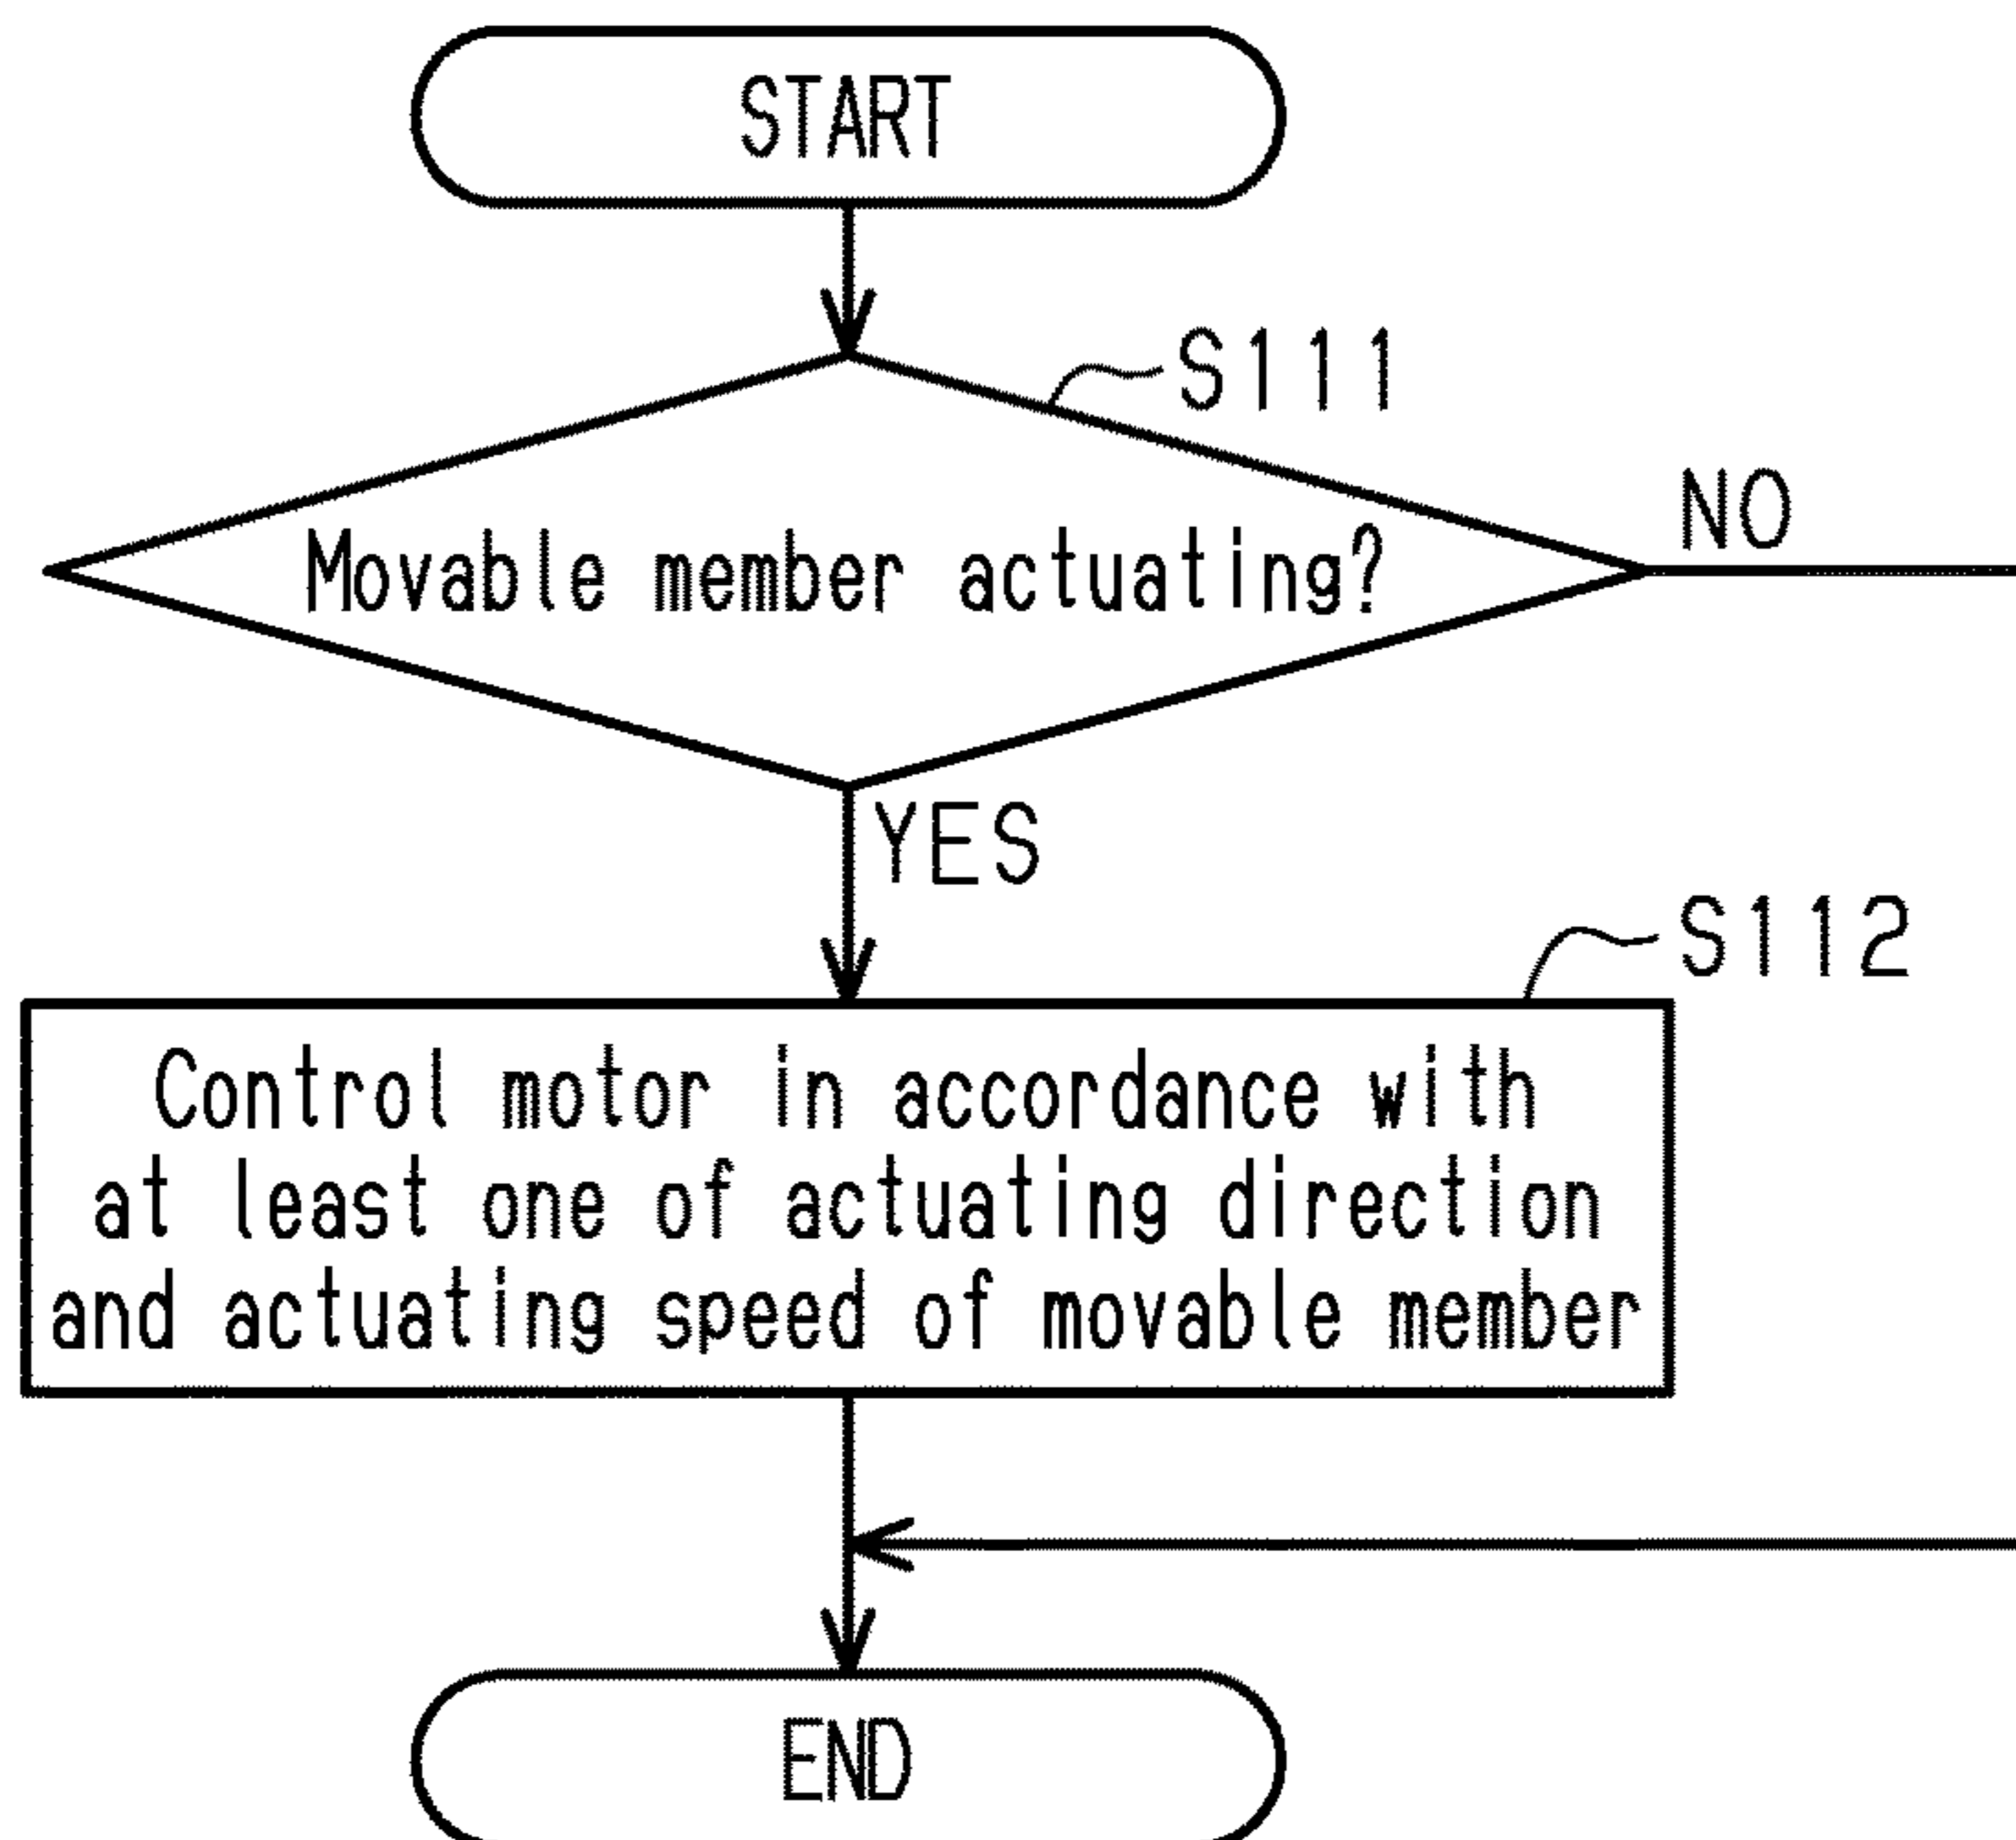 START
S111
Movable member actuating?
NO
YES
S112
Control motor in accordance with
at least one of actuating direction
and actuating speed of movable member
END